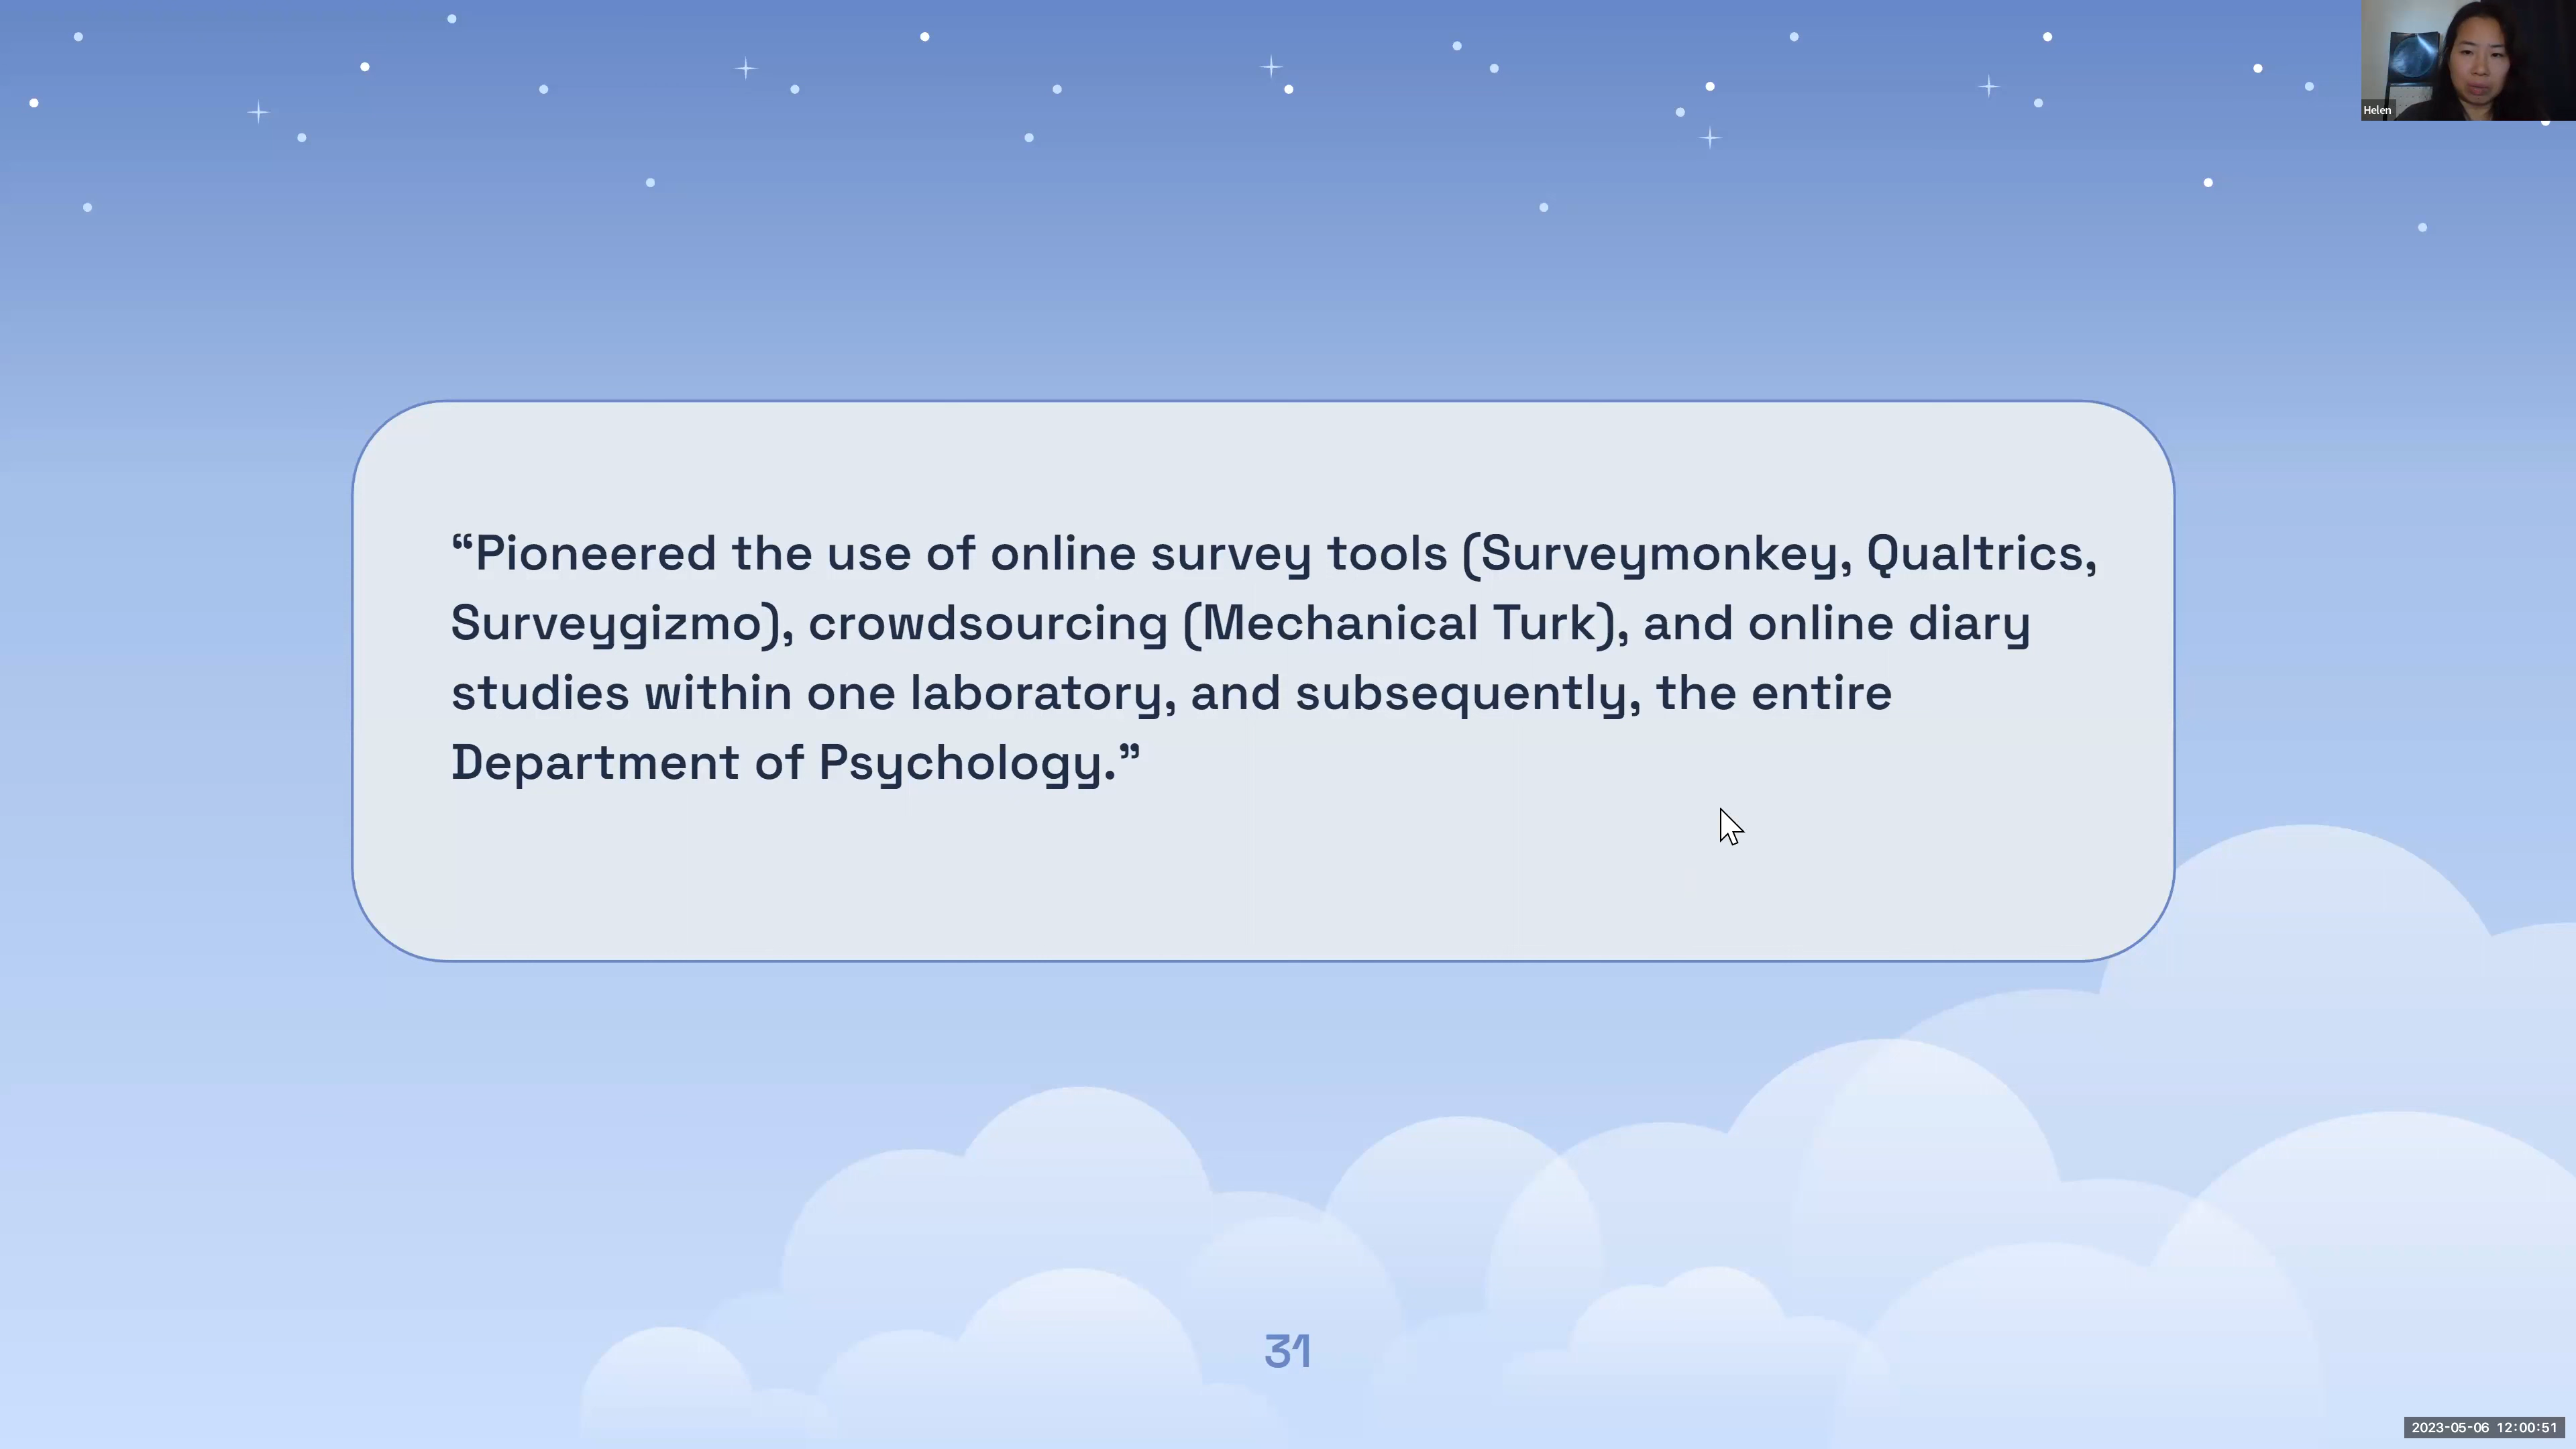 Helen
“Pioneered the use of online survey tools (Surveymonkey, Qualtrics,
Surveygizmo), crowdsourcing (Mechanical Turk), and online diary
studies within one laboratory, and subsequently, the entire
Department of Psychology.”
31
2023-05-06 12:00:51